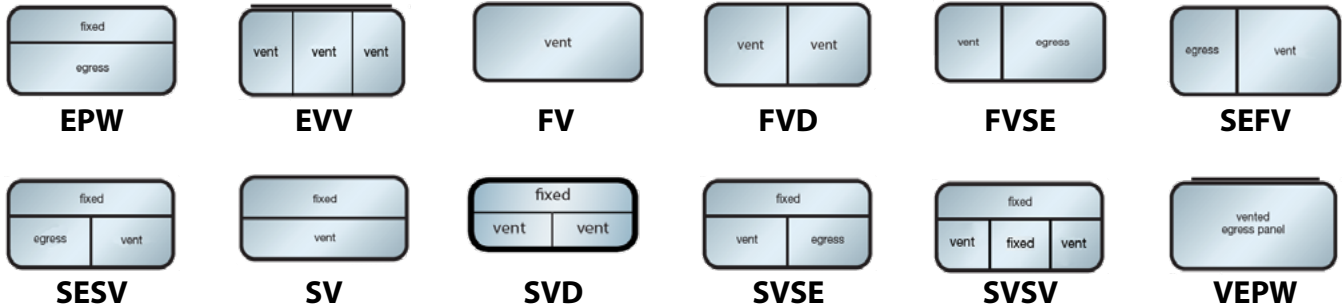 fixed
egress
EPW
vent vent vent
EVV
vent
FV
vent vent
FVD
vent egress
FVSE
egress vent
SEFV
fixed
egress vent
SESV
fixed
vent
SV
fixed
vent vent
SVD
fixed
vent egress
SVSE
fixed
vent fixed vent
SVSV
vented
egress panel
VEPW